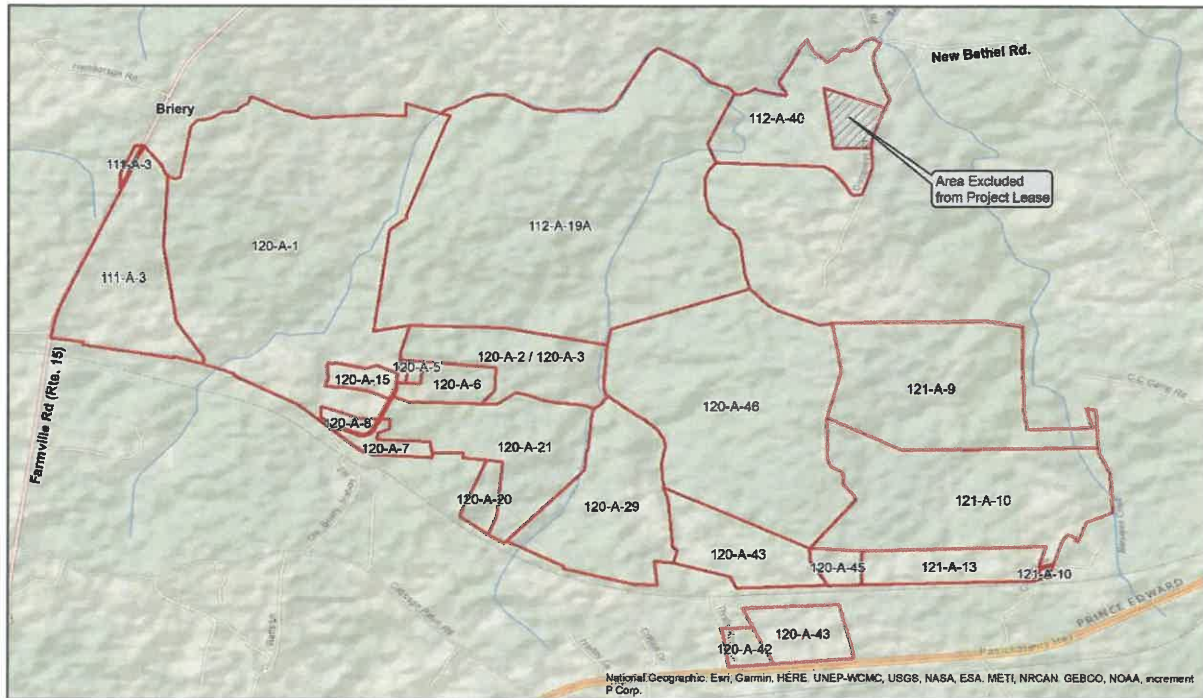 New Bethel Rd.
Briery
111-A-3
112-A-40
Area Excluded
from Project Lease
120-A-1
112-A-19A
111-A-3
Farmville Rd (Rte. 15)
120-A-2 / 120-A-3
120-A-5
120-A-15
120-A-6
121-A-9
120-A-46
120-A-8
120-A-7
120-A-21
120-A-20
120-A-29
121-A-10
120-A-43
120-A-45
121-A-13
121-A-10
120-A-43
120-A-42
PRINCE EDWARD
National Geographic, Esri, Garmin, HERE, UNEP-WCMC, USGS, NASA, ESA, METI, NRCAN, GEBCO, NOAA, increment
P Corp.